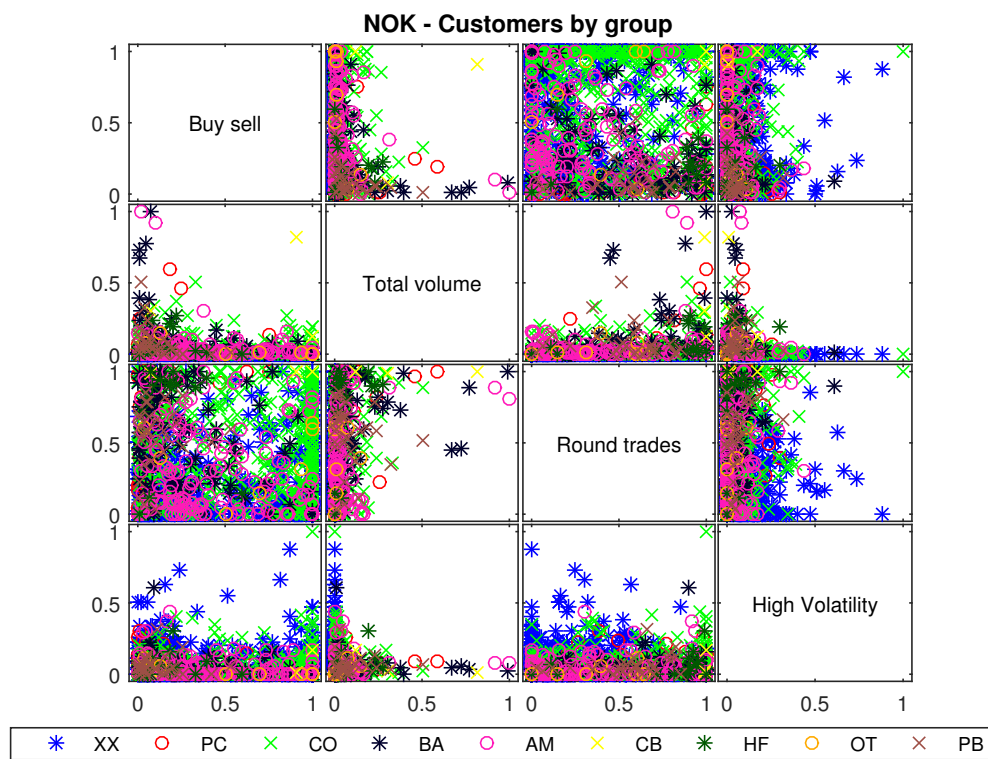 NOK - Customers by group
1
0.5
0
Buy sell
1
0.5
0
Total volume
1
0.5
0
Round trades
1
0.5
0
High Volatility
0 0.5 1 0 0.5 1 0 0.5 1 0 0.5 1
XX PC CO BA AM CB HF OT PB